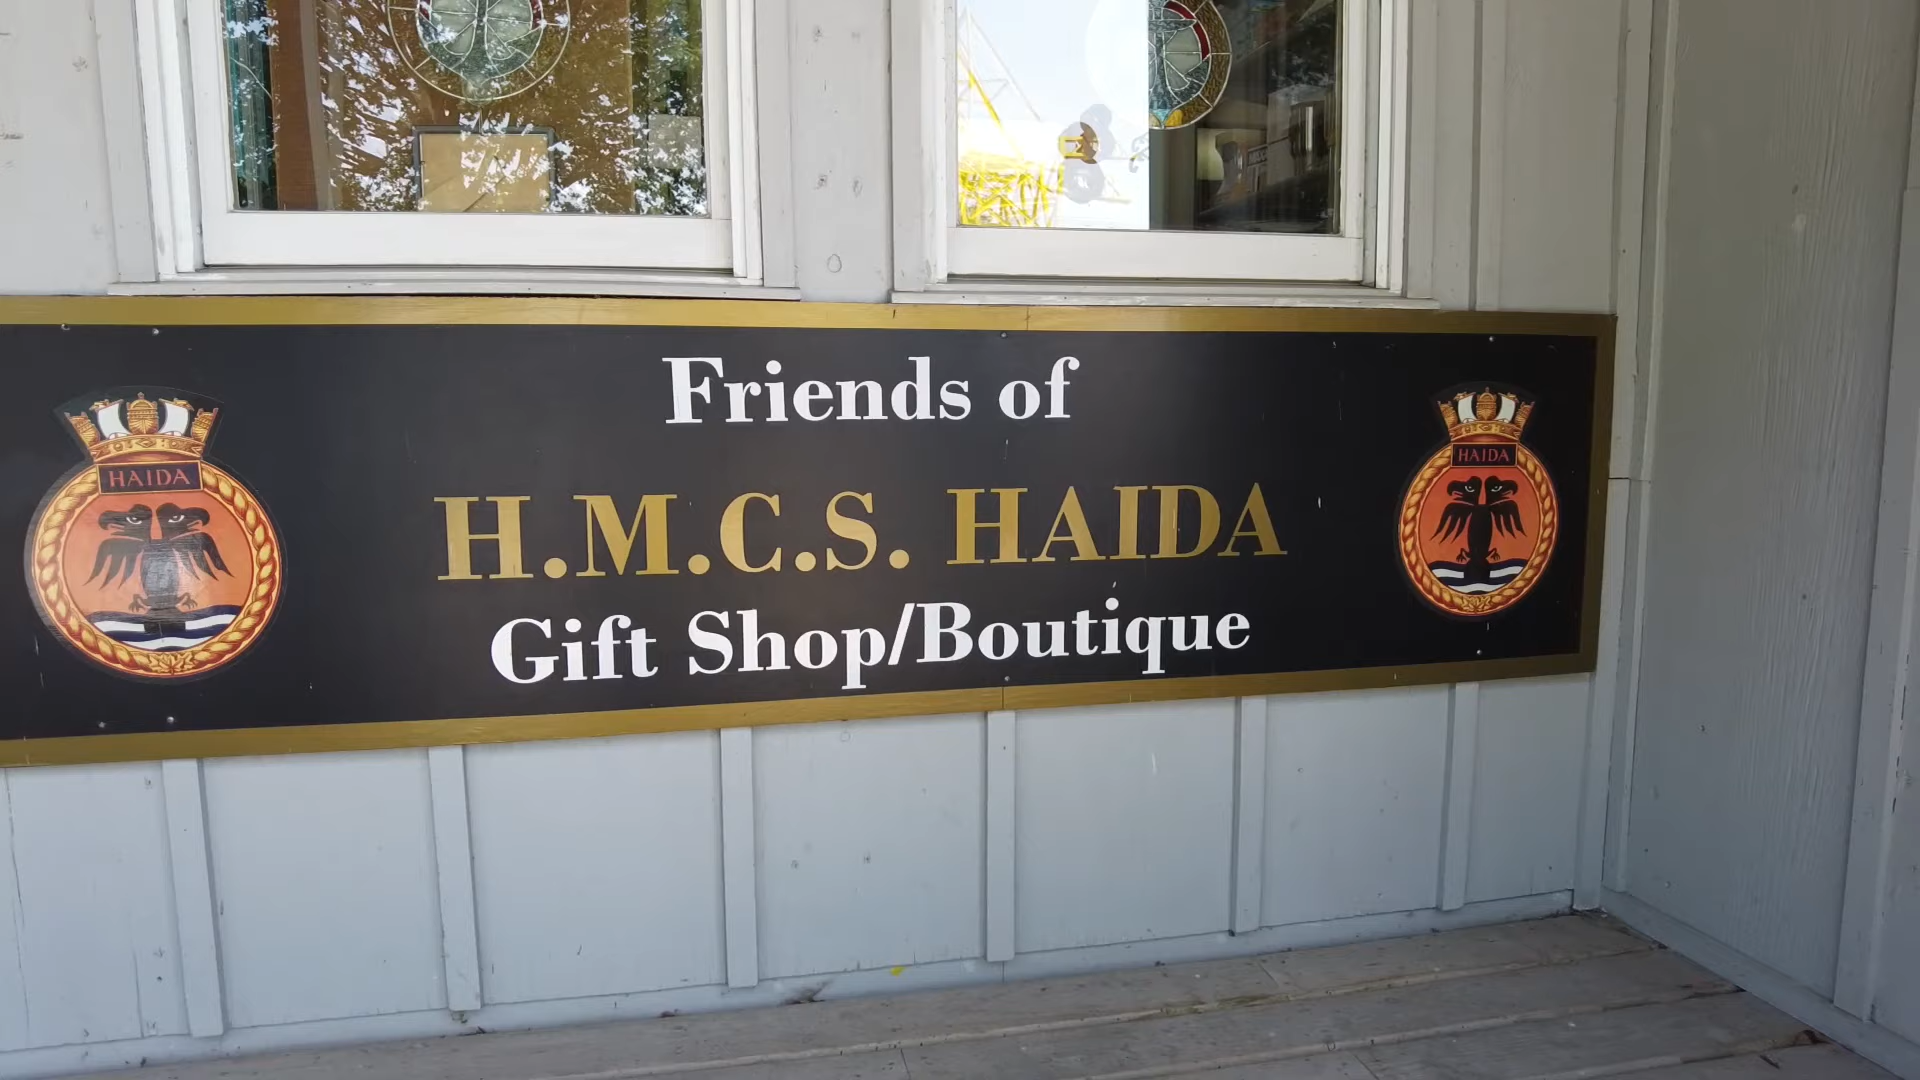 Friends of
H.M.C.S. HAIDA
Gift Shop/Boutique
HAIDA
HAIDA